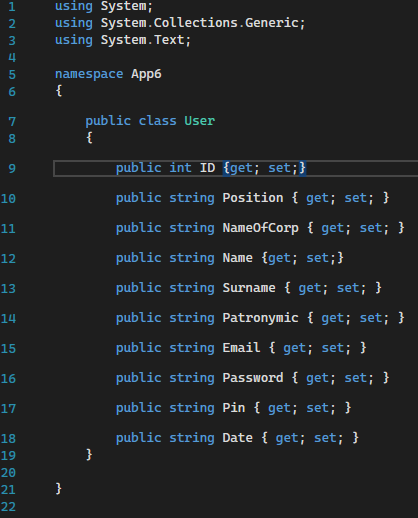 1 using System;
2 using System.Collections.Generic;
3 using System.Text;
4
5 namespace App6
6 {
7 public class User
8 {
9 public int ID {get; set;}
10 public string Position { get; set; }
11 public string NameOfCorp { get; set; }
12 public string Name {get; set;}
13 public string Surname { get; set; }
14 public string Patronymic { get; set; }
15 public string Email { get; set; }
16 public string Password { get; set; }
17 public string Pin { get; set; }
18 public string Date { get; set; }
19 }
20
21 }
22